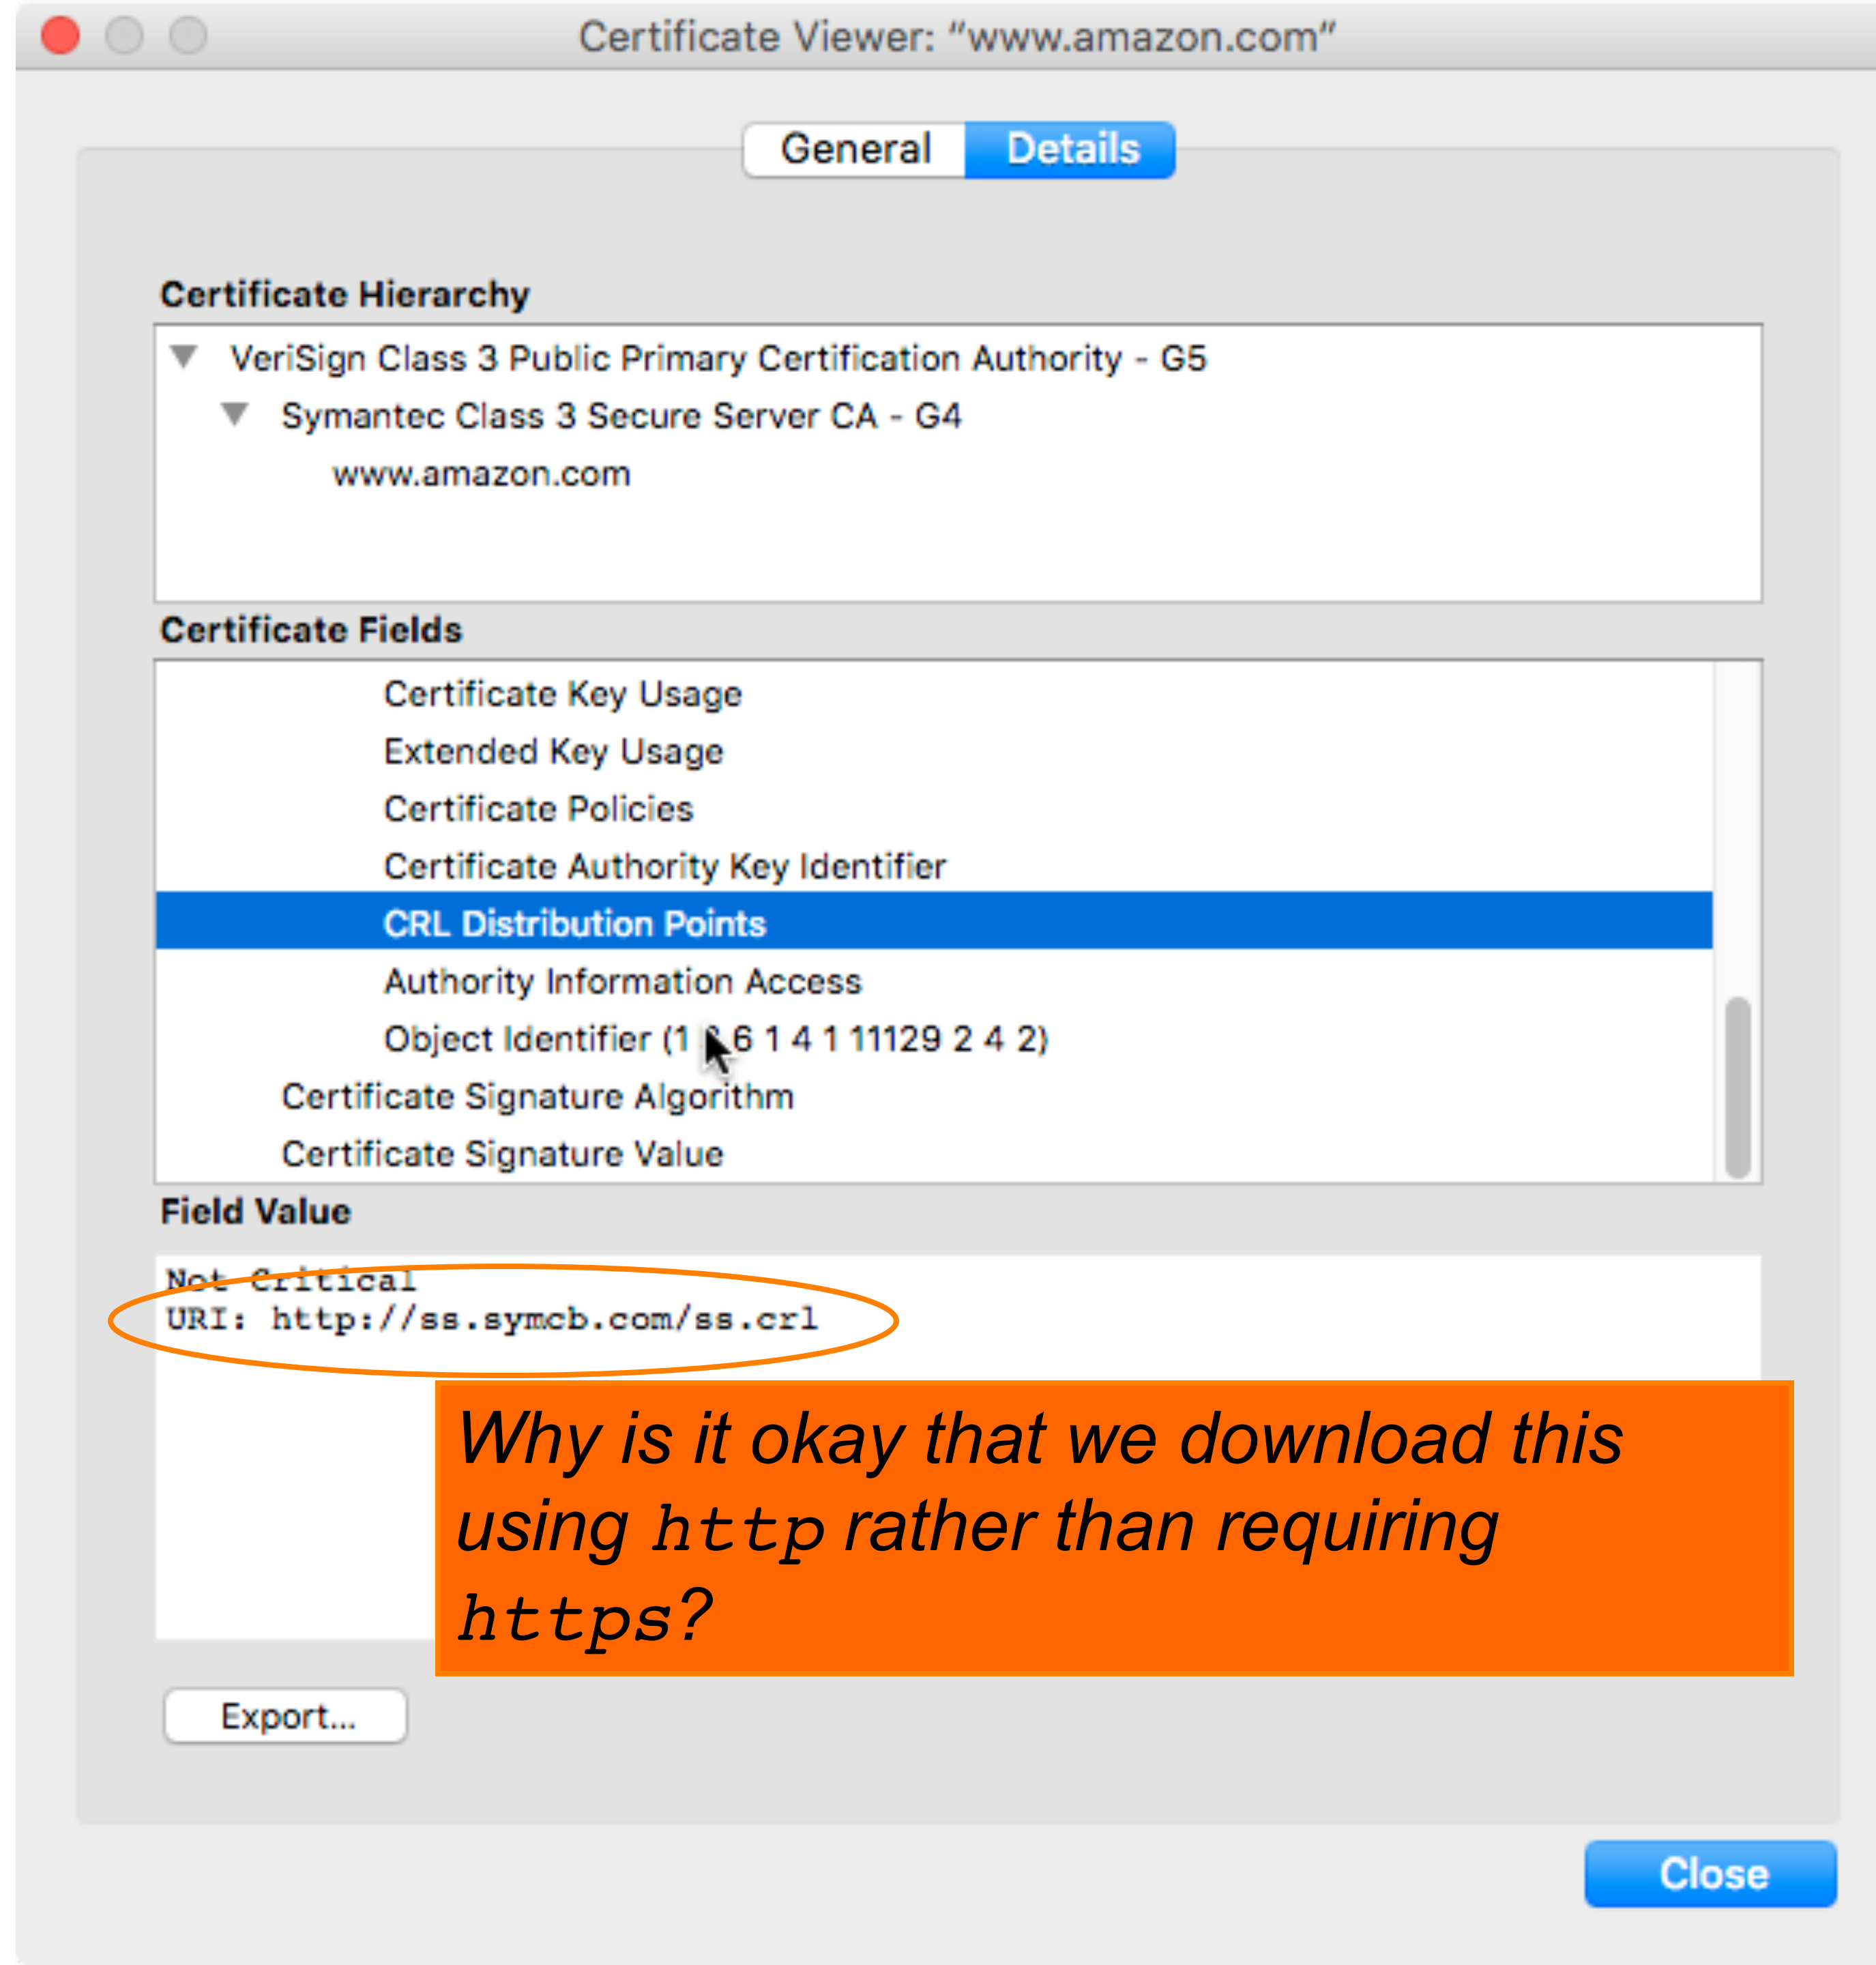 Certificate Viewer: "www.amazon.com"
General Details
Certificate Hierarchy
VeriSign Class 3 Public Primary Certification Authority - G5
Symantec Class 3 Secure Server CA - G4
www.amazon.com
Certificate Fields
Certificate Key Usage
Extended Key Usage
Certificate Policies
Certificate Authority Key Identifier
CRL Distribution Points
Authority Information Access
Object Identifier (1 6 1 4 1 11129 2 4 2)
Certificate Signature Algorithm
Certificate Signature Value
Field Value
Not Critical
URI: http://ss.symcb.com/ss.crl
Why is it okay that we download this
using http rather than requiring
https?
Export...
Close